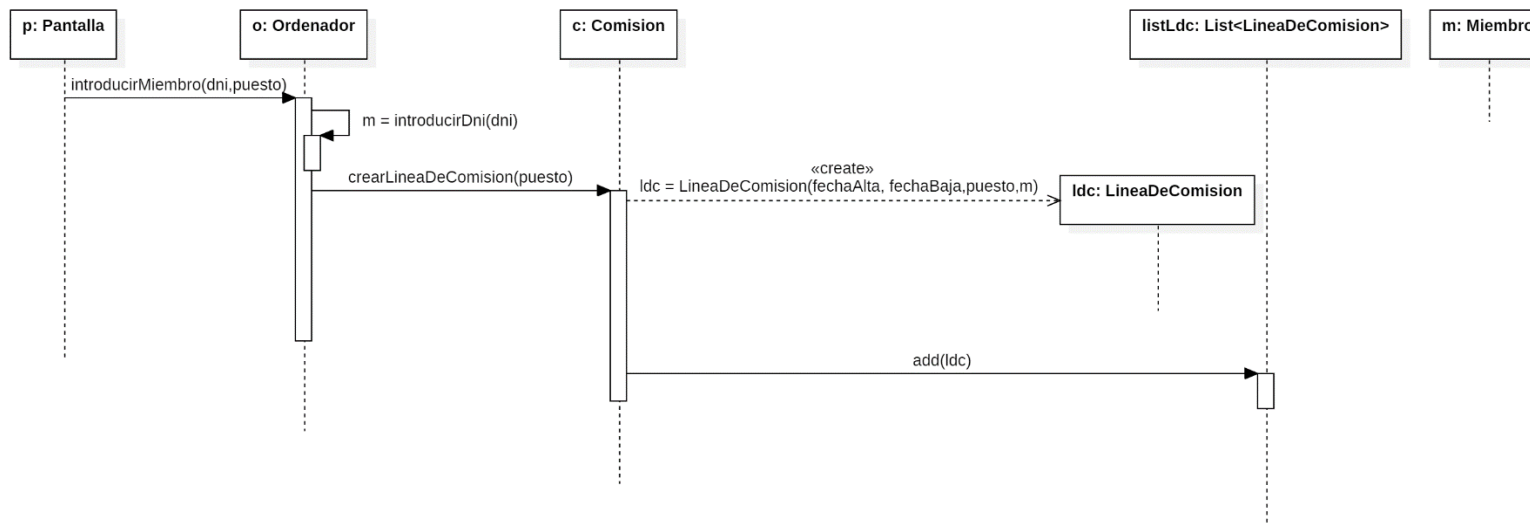 p: Pantalla
o: Ordenador
c: Comision
listLdc: List<LineaDeComision>
m: Miembro
introducirMiembro(dni,puesto)
m = introducirDni(dni)
crearLineaDeComision(puesto)
«create»
ldc = LineaDeComision(fechaAlta, fechaBaja,puesto,m)
ldc: LineaDeComision
add(ldc)